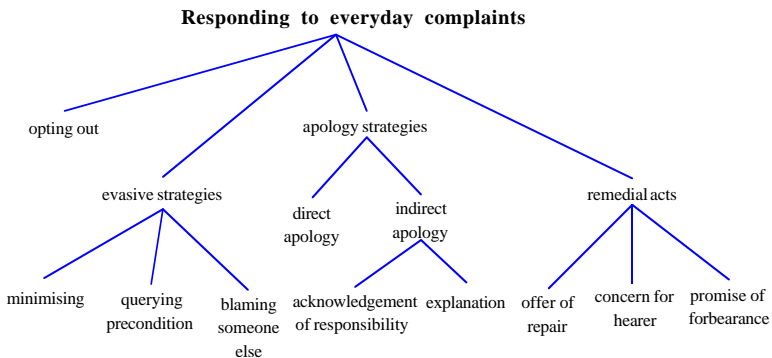 Responding to everyday complaints
opting out
apology strategies
evasive strategies
direct
apology
indirect
apology
remedial acts
minimising
querying
precondition
blaming
someone
else
acknowledgement
of responsibility
explanation
offer of
repair
concern for
hearer
promise of
forbearance